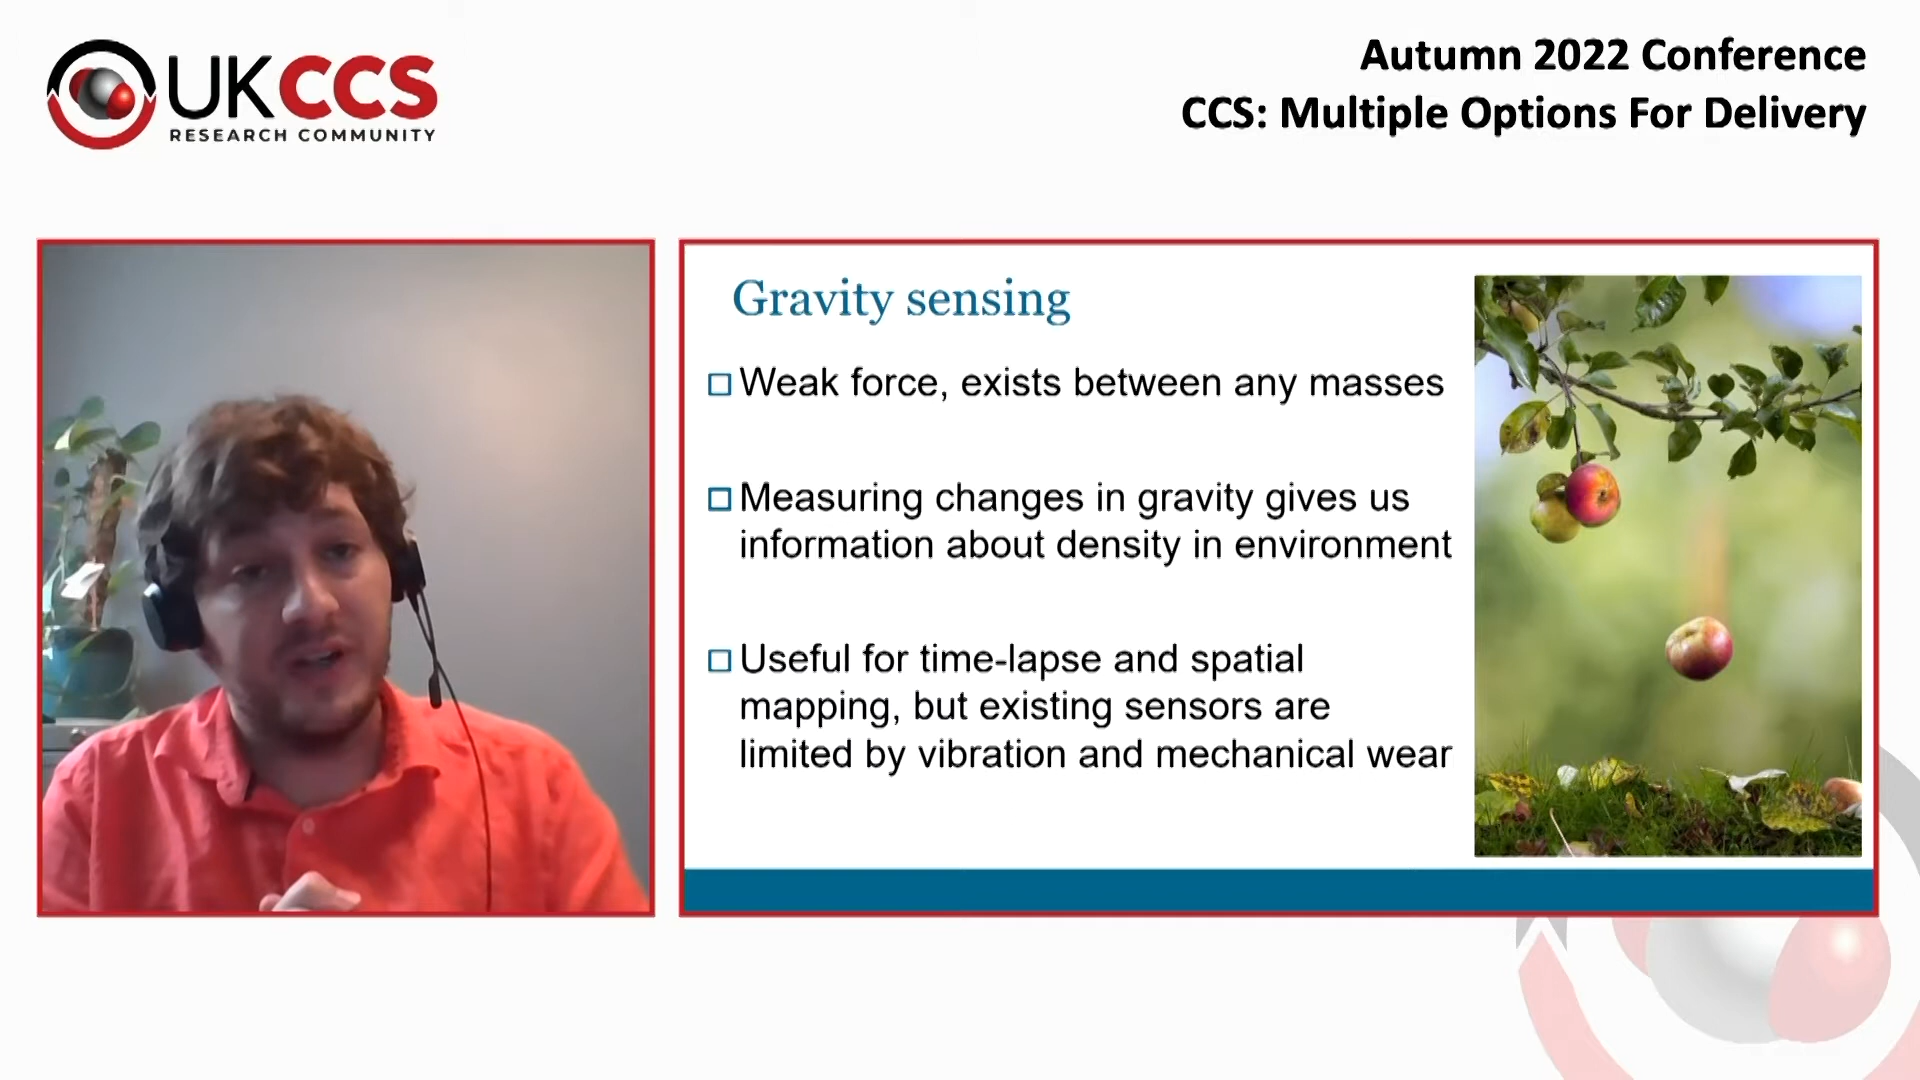 UKCCS
RESEARCH COMMUNITY
Autumn 2022 Conference
CCS: Multiple Options For Delivery
Gravity sensing
Weak force, exists between any masses
Measuring changes in gravity gives us
information about density in environment
Useful for time-lapse and spatial
mapping, but existing sensors are
limited by vibration and mechanical wear